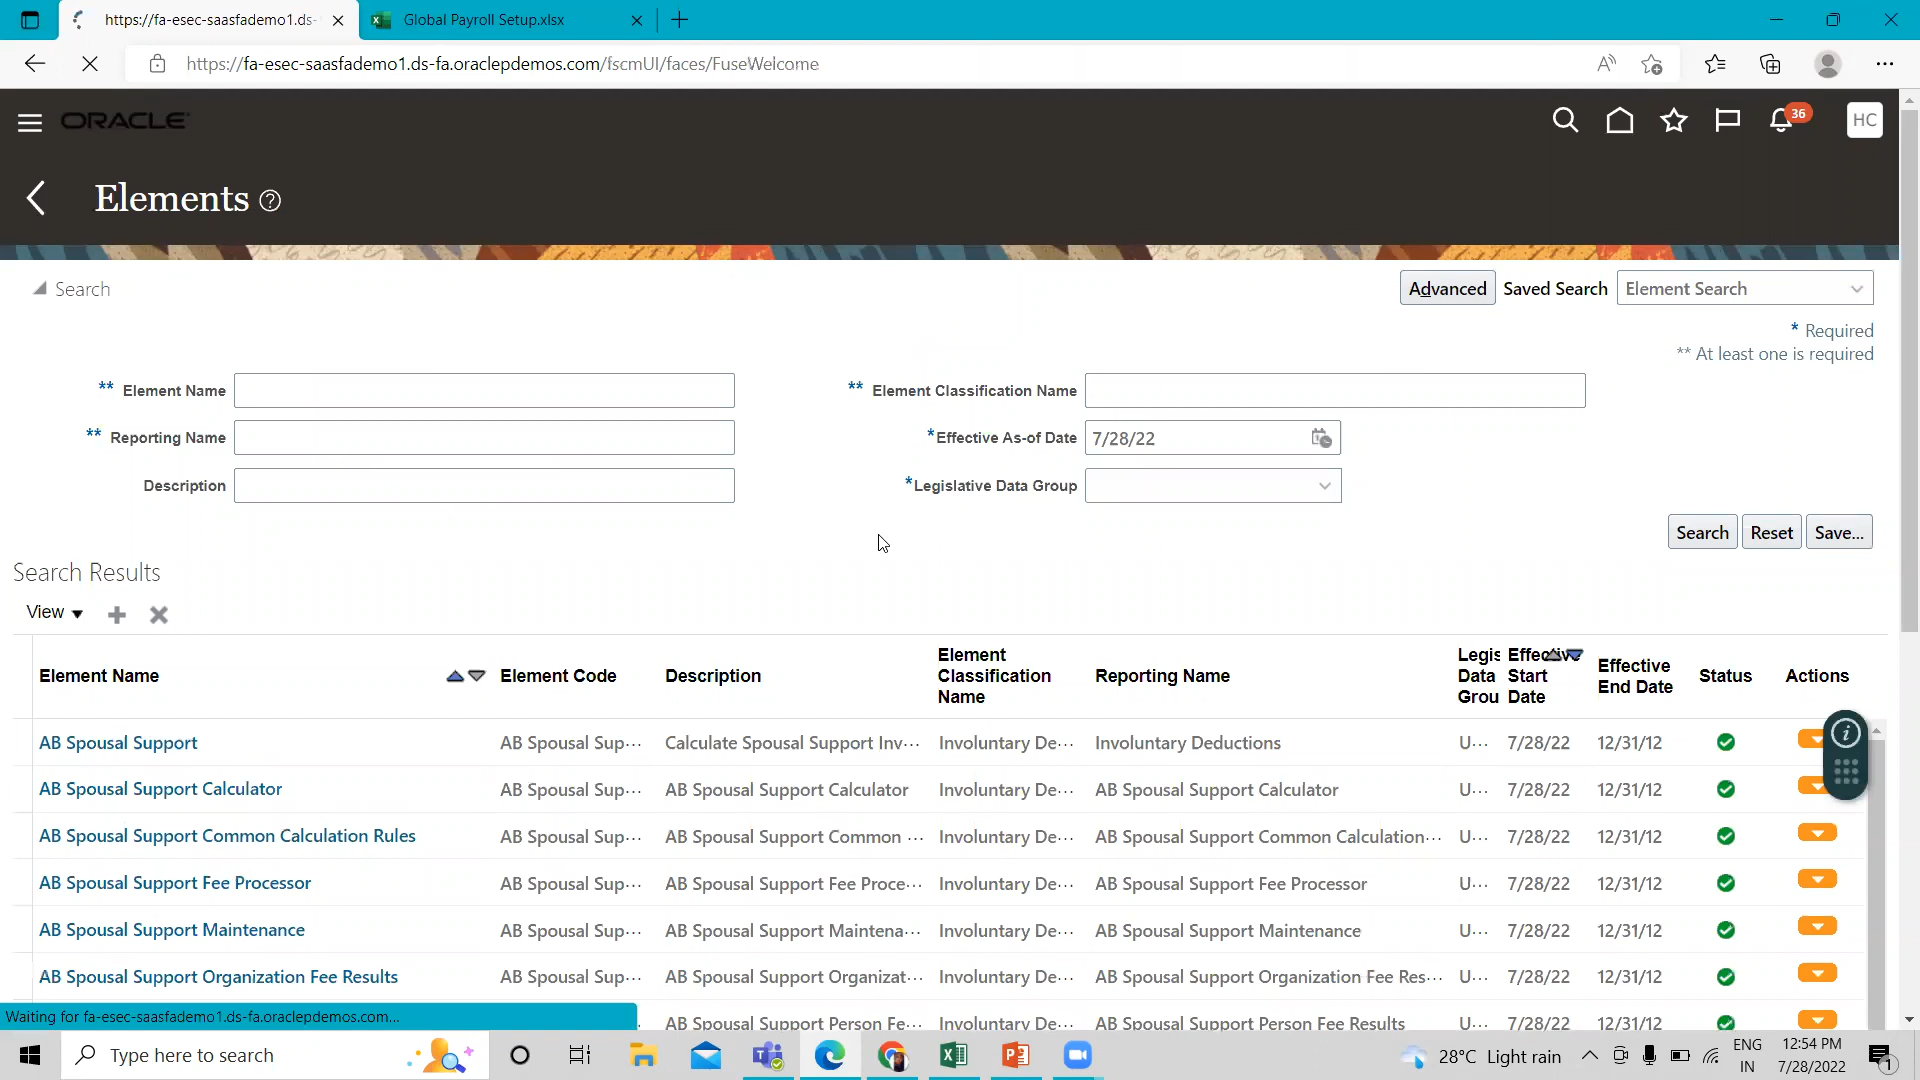 https://fa-esec-saasfademo1.ds-
Global Payroll Setup.xlsx
https://fa-esec-saasfademo1.ds-fa.oraclepdemos.com/fscmUI/faces/FuseWelcome
ORACLE
36
HC
Elements
Search
Advanced Saved Search Element Search
* Required
** At least one is required
** Element Name
** Element Classification Name
** Reporting Name
*Effective As-of Date 7/28/22
Description
*Legislative Data Group
Search Reset Save...
Search Results
View
Element Name Element Code Description Element Classification Name Reporting Name Legis Data Grou Effective Start Date Effective End Date Status Actions
AB Spousal Support AB Spousal Sup... Calculate Spousal Support Inv... Involuntary De... Involuntary Deductions U... 7/28/22 12/31/12
AB Spousal Support Calculator AB Spousal Sup... AB Spousal Support Calculator Involuntary De... AB Spousal Support Calculator U... 7/28/22 12/31/12
AB Spousal Support Common Calculation Rules AB Spousal Sup... AB Spousal Support Common ... Involuntary De... AB Spousal Support Common Calculation... U... 7/28/22 12/31/12
AB Spousal Support Fee Processor AB Spousal Sup... AB Spousal Support Fee Proce... Involuntary De... AB Spousal Support Fee Processor U... 7/28/22 12/31/12
AB Spousal Support Maintenance AB Spousal Sup... AB Spousal Support Maintena... Involuntary De... AB Spousal Support Maintenance U... 7/28/22 12/31/12
AB Spousal Support Organization Fee Results AB Spousal Sup... AB Spousal Support Organizat... Involuntary De... AB Spousal Support Organization Fee Res... U... 7/28/22 12/31/12
AB Spousal Support Person Fe... Involuntary De... AB Spousal Support Person Fee Results U... 7/28/22 12/31/12
Waiting for fa-esec-saasfademo1.ds-fa.oraclepdemos.com...
Type here to search
28°C Light rain
ENG
IN
12:54 PM
7/28/2022
1